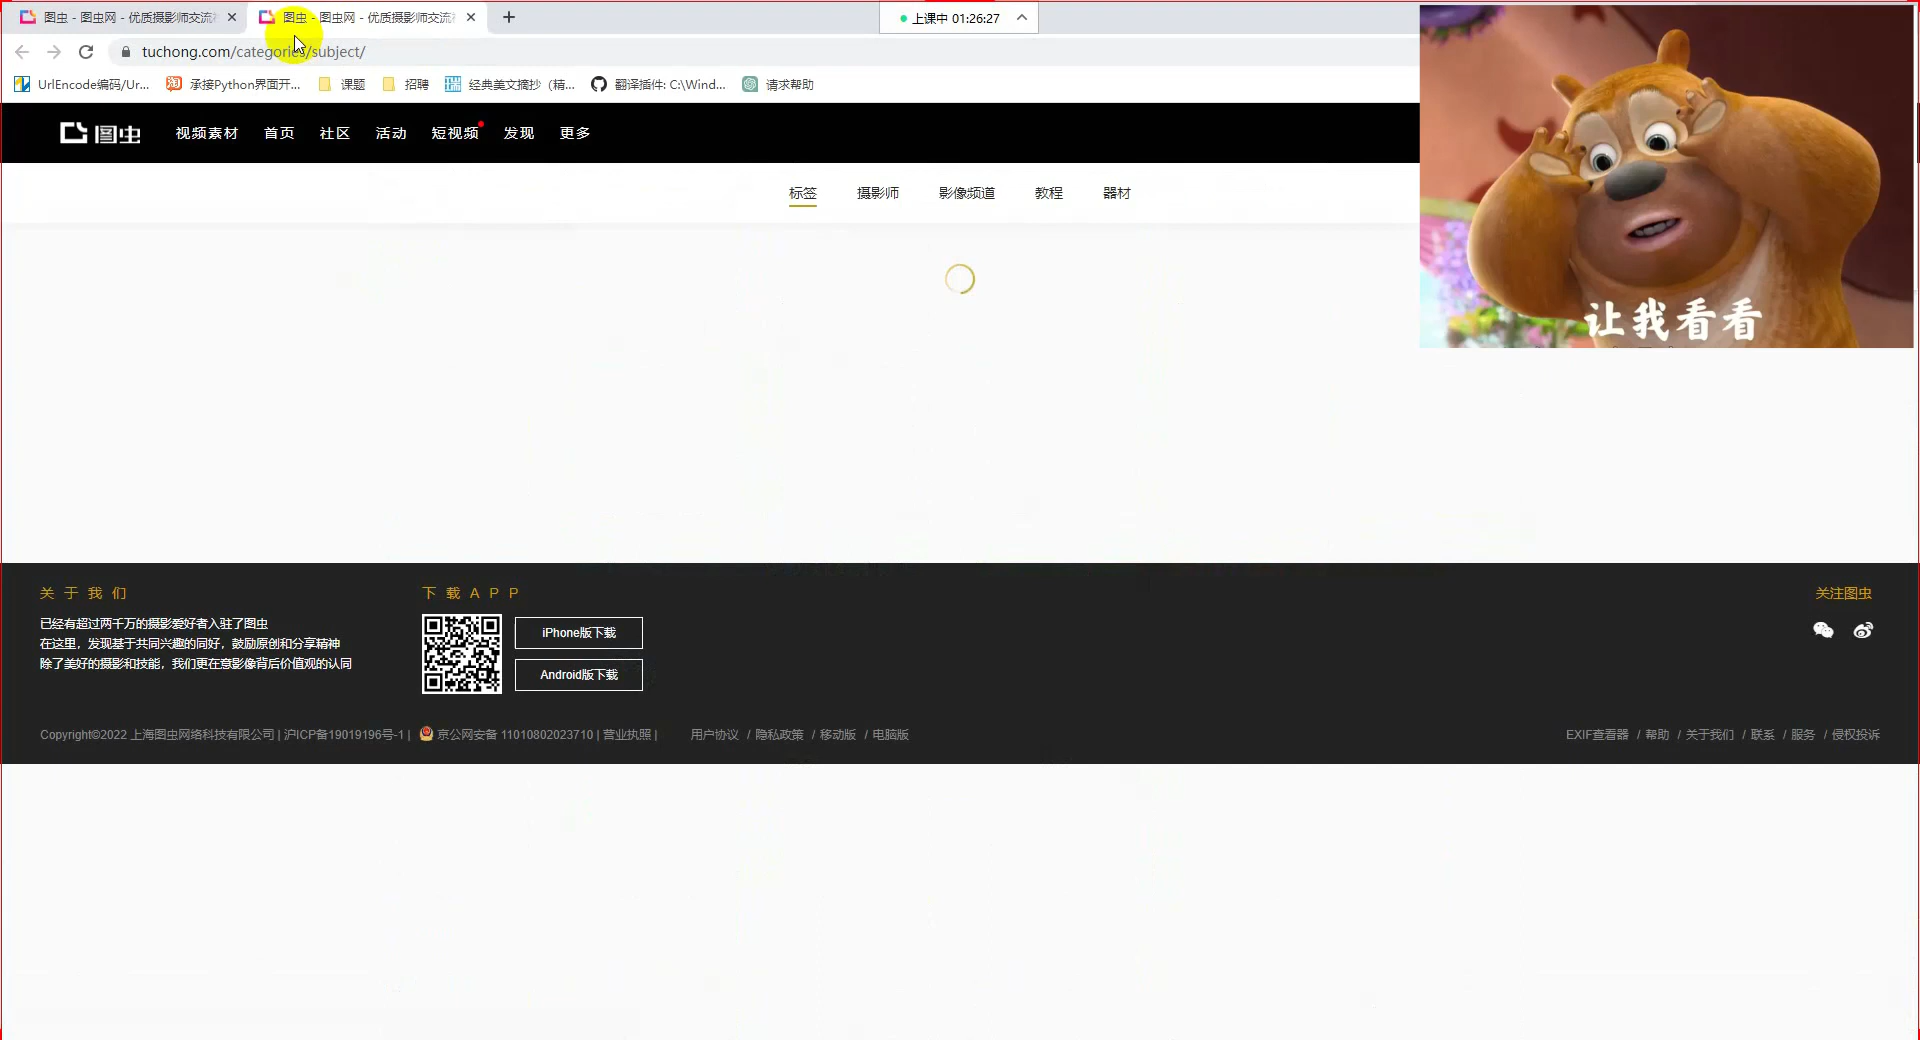 图虫 - 图虫网 - 优质摄影师交流
图虫 - 图虫网 - 优质摄影师交流
上课中 01:26:27
tuchong.com/categories/subject/
UrlEncode编码/Ur...
淘 承接Python界面开...
课题
招聘
经典美文摘抄（精...
翻译插件: C:\Wind...
请求帮助
图虫
视频素材 首页 社区 活动 短视频 发现 更多
标签 摄影师 影像频道 教程 器材
让我看看
关于我们
已经有超过两千万的摄影爱好者入驻了图虫
在这里，发现基于共同兴趣的同好，鼓励原创和分享精神
除了美好的摄影和技能，我们更在意影像背后价值观的认同
下载APP
iPhone版下载
Android版下载
关注图虫
Copyright©2022 上海图虫网络科技有限公司 | 沪ICP备19019196号-1 | 京公网安备 11010802023710 | 营业执照 | 用户协议 / 隐私政策 / 移动版 / 电脑版
EXIF查看器 / 帮助 / 关于我们 / 联系 / 服务 / 侵权投诉